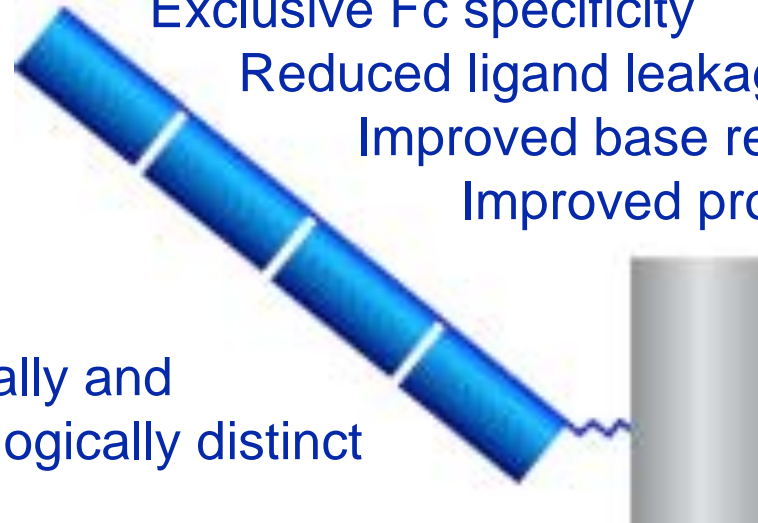 Exclusive Fc specificity
Reduced ligand leakag
Improved base re
Improved pro
ally and
ogically distinct